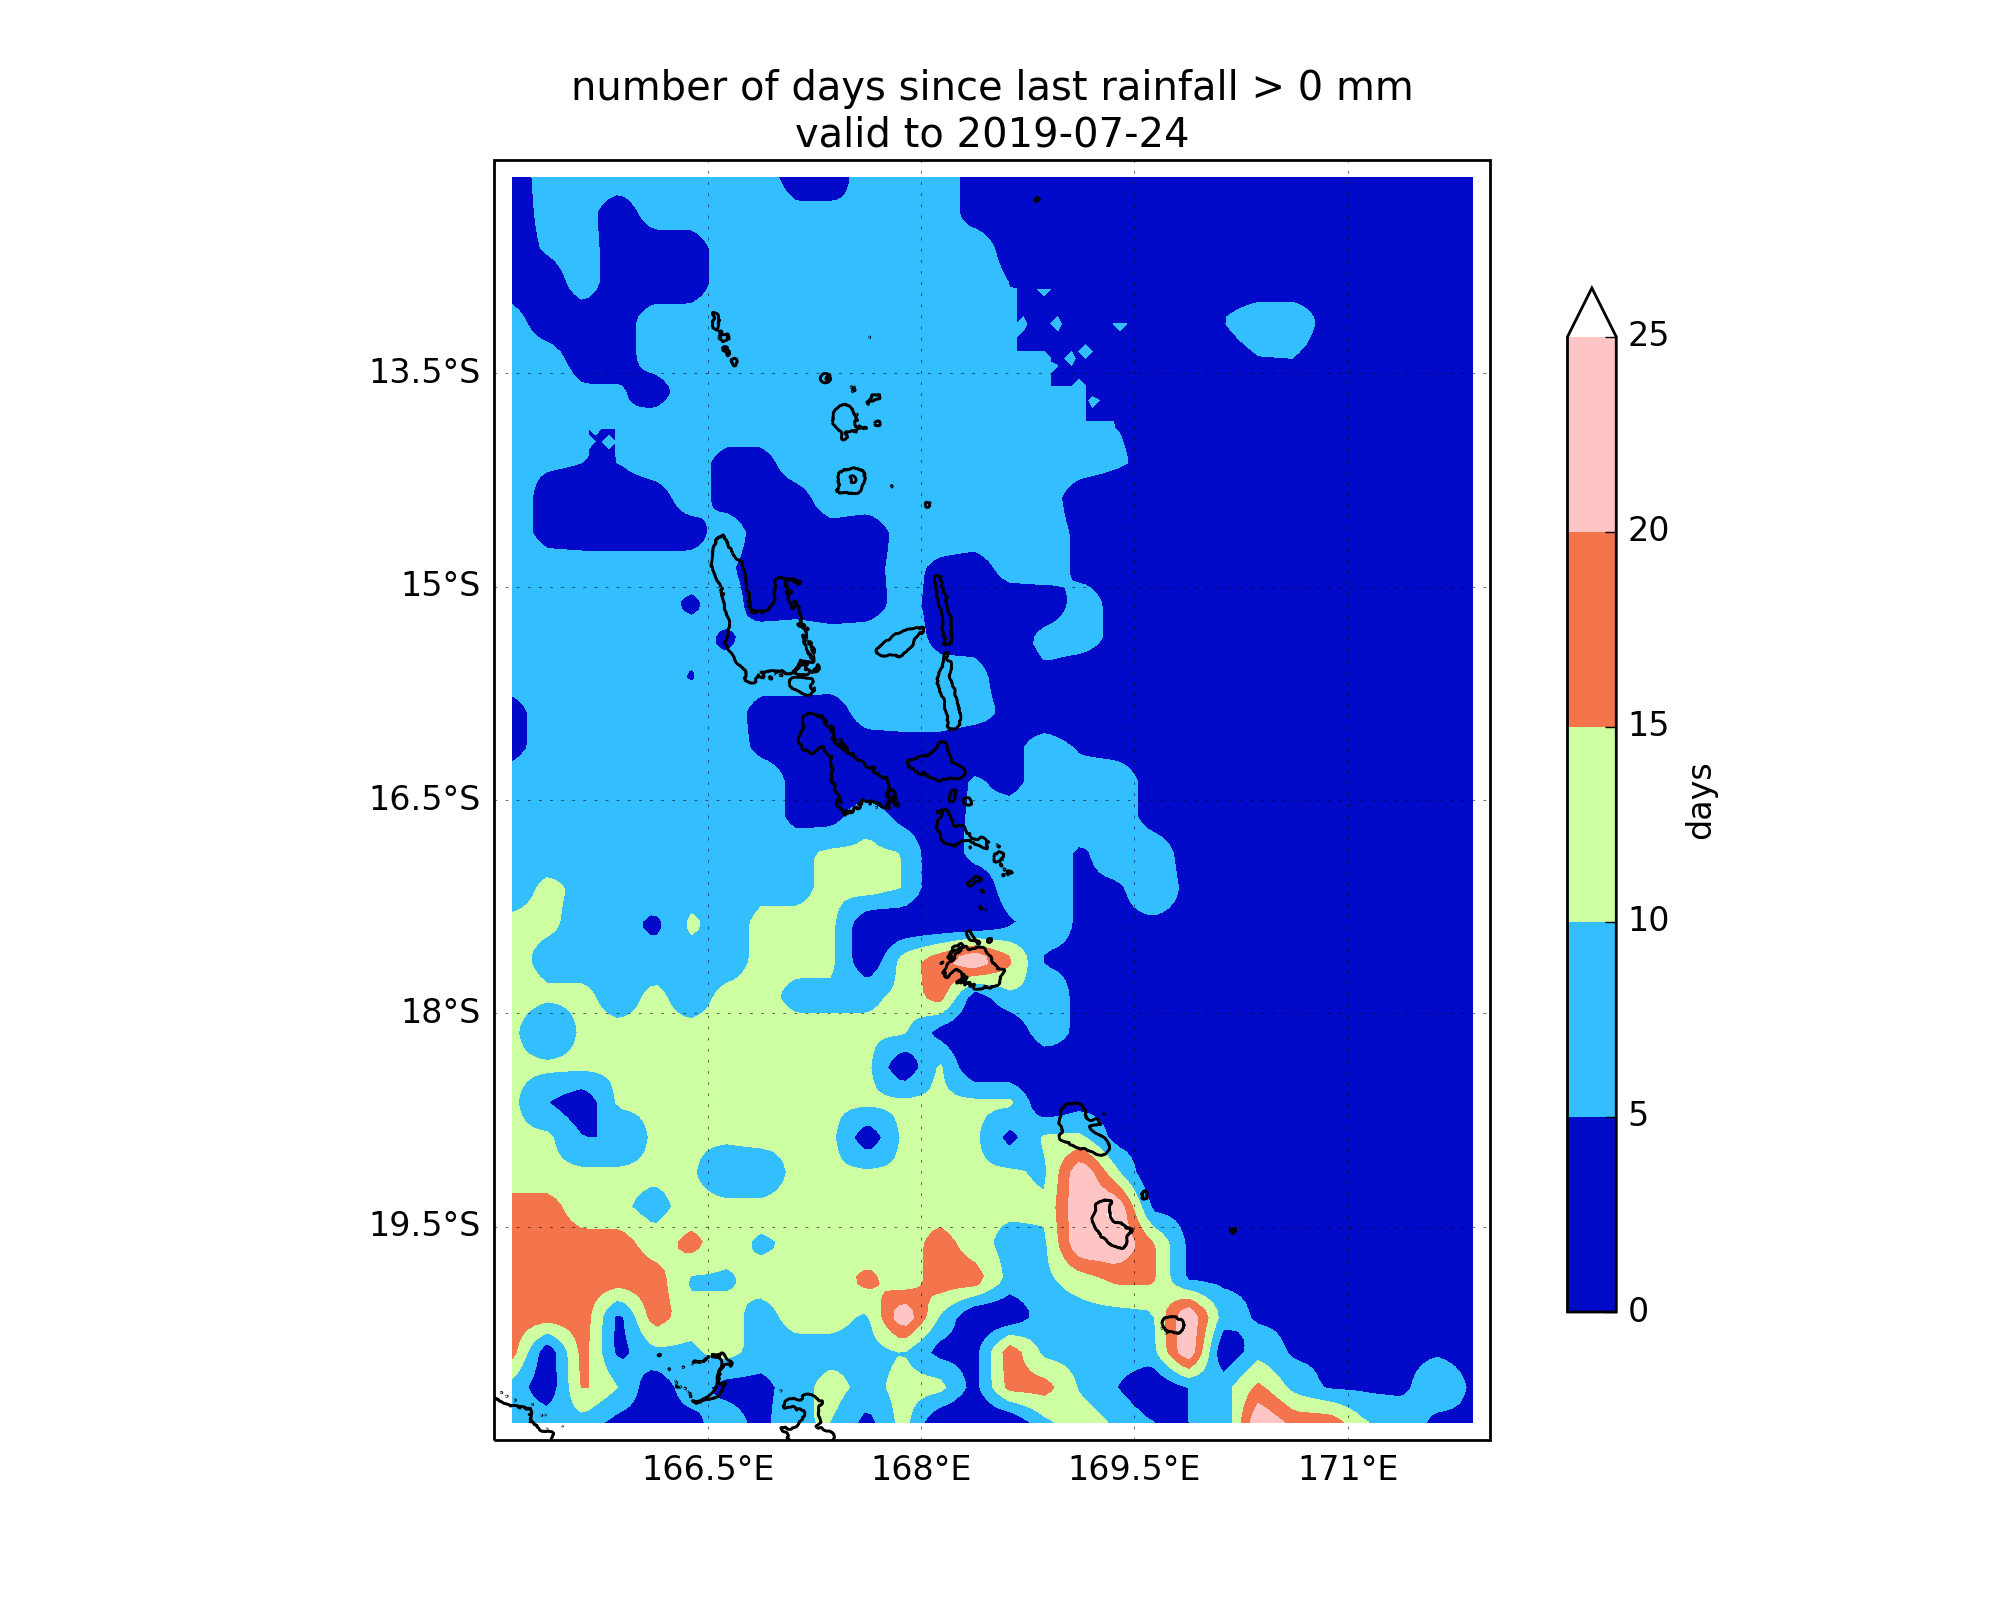 number of days since last rainfall > 0 mm
valid to 2019-07-24
13.5°S
15°S
16.5°S
18°S
19.5°S
166.5°E
168°E
169.5°E
171°E
25
20
15
10
5
0
days